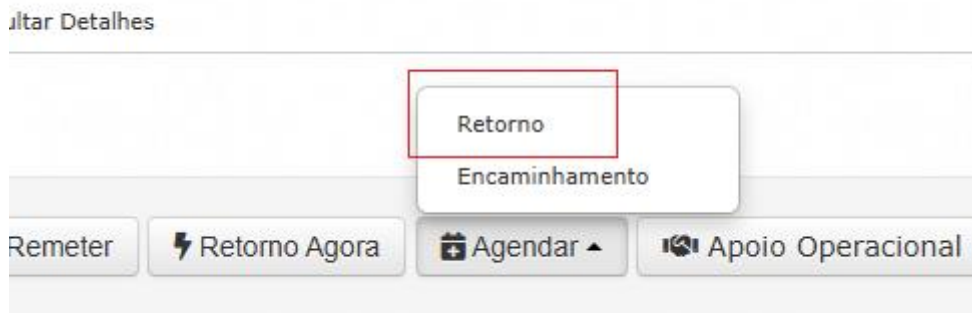 ultar Detalhes
Retorno
Encaminhamento
Remeter Retorno Agora Agendar Apoio Operacional